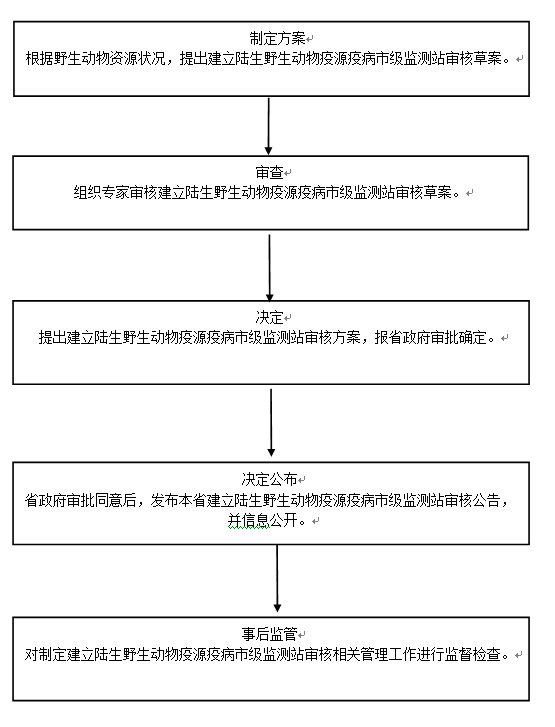 制定方案
根据野生动物资源状况，提出建立陆生野生动物疫源疫病市级监测站审核草案。
审查
组织专家审核建立陆生野生动物疫源疫病市级监测站审核草案。
决定
提出建立陆生野生动物疫源疫病市级监测站审核方案，报省政府审批确定。
决定公布
省政府审批同意后，发布本省建立陆生野生动物疫源疫病市级监测站审核公告，
并信息公开。
事后监管
对制定建立陆生野生动物疫源疫病市级监测站审核相关管理工作进行监督检查。